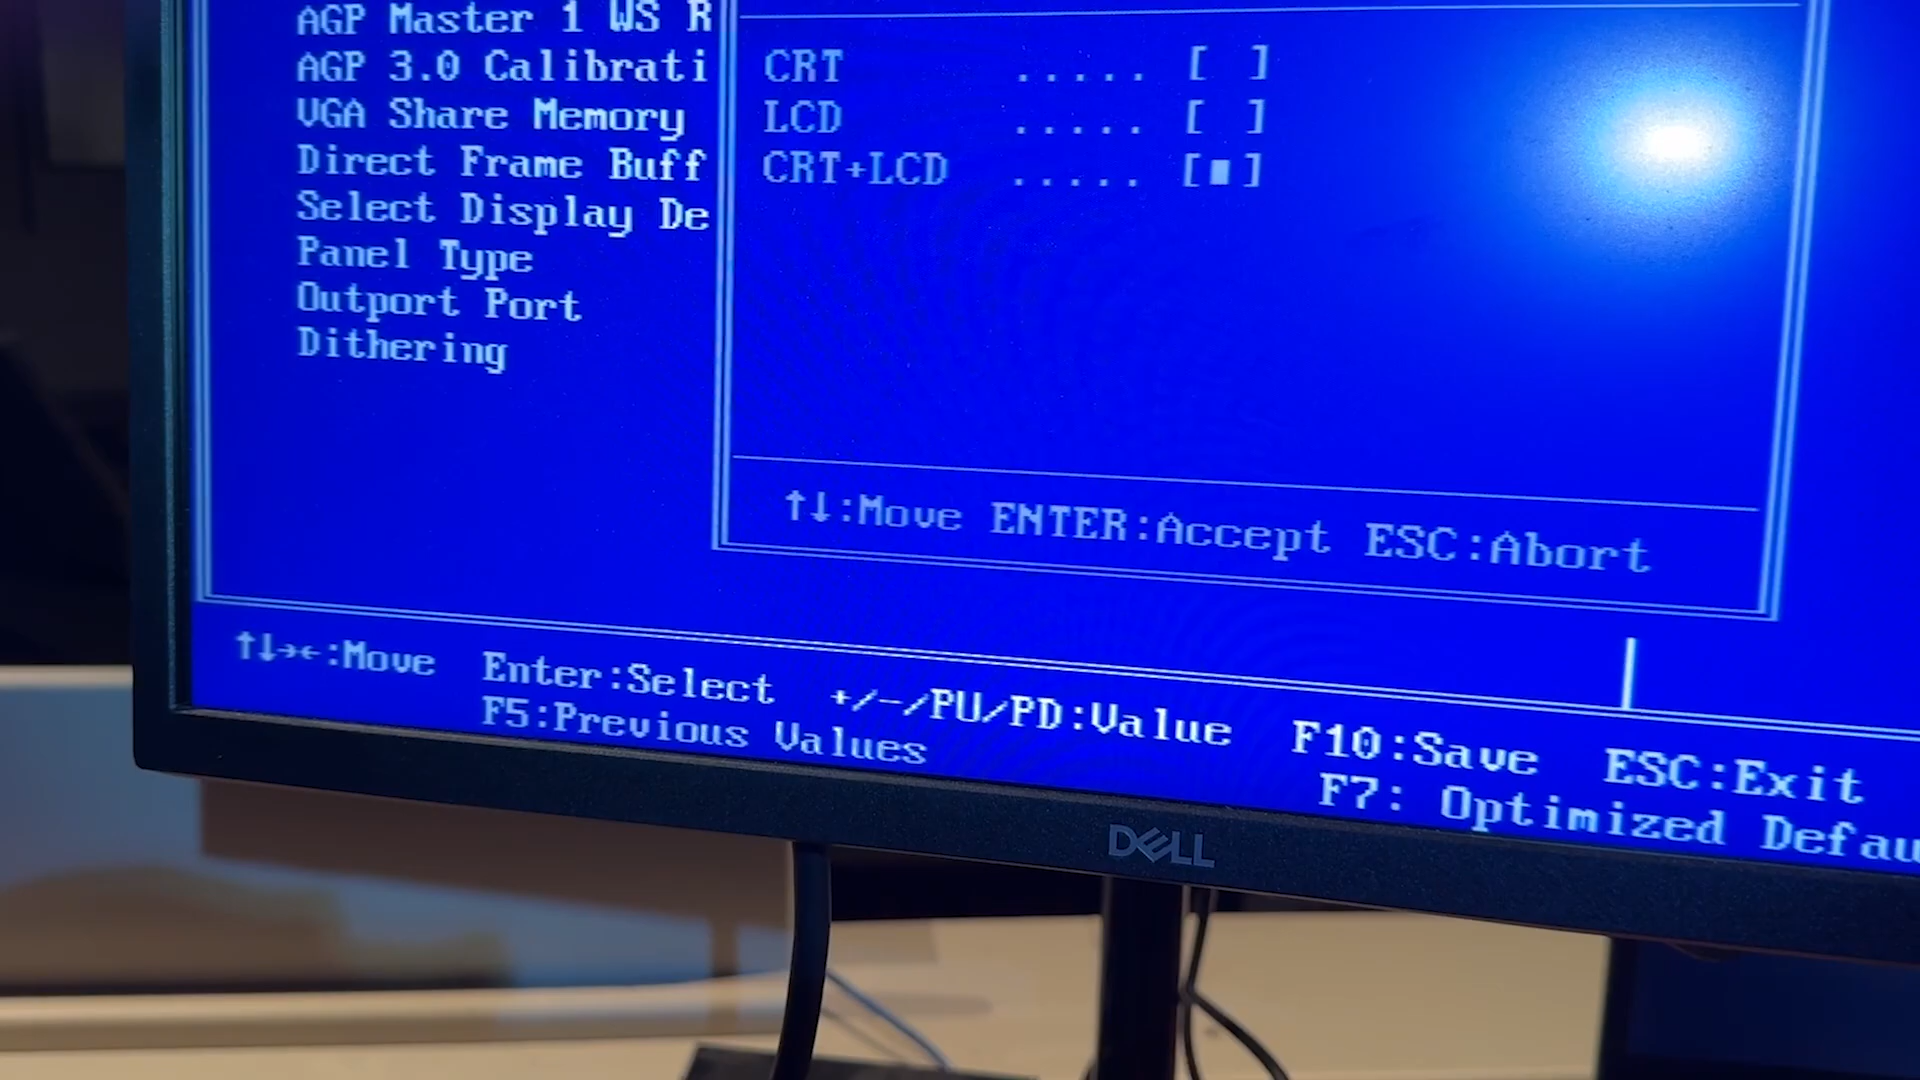 AGP Master 1 WS R
AGP 3.0 Calibrati
VGA Share Memory
Direct Frame Buff
Select Display De
Panel Type
Outport Port
Dithering
CRT ..... [ ]
LCD ..... [ ]
CRT+LCD ..... [■]
↑↓:Move ENTER:Accept ESC:Abort
↑↓→←:Move Enter:Select +/-/PU/PD:Value F10:Save ESC:Exit
F5:Previous Values F7: Optimized Defau
DELL